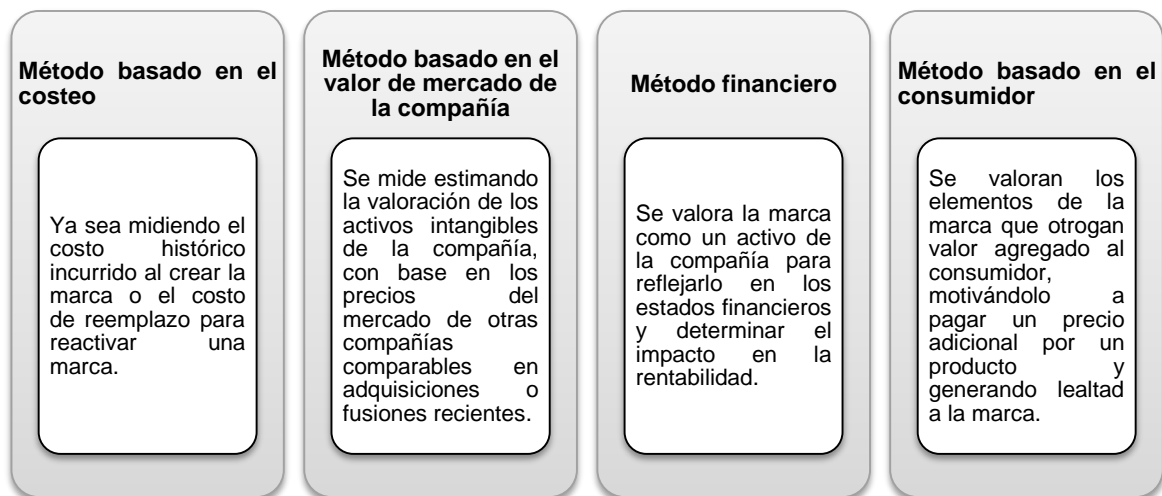 Método basado en el
costeo
Ya sea midiendo el
costo histórico
incurrido al crear la
marca o el costo
de reemplazo para
reactivar una
marca.
Método basado en el
valor de mercado de
la compañía
Se mide estimando
la valoración de los
activos intangibles
de la compañía,
con base en los
precios del
mercado de otras
compañías
comparables en
adquisiciones o
fusiones recientes.
Método financiero
Se valora la marca
como un activo de
la compañía para
reflejarlo en los
estados financieros
y determinar el
impacto en la
rentabilidad.
Método basado en el
consumidor
Se valoran los
elementos de la
marca que otrogan
valor agregado al
consumidor,
motivándolo a
pagar un precio
adicional por un
producto y
generando lealtad
a la marca.